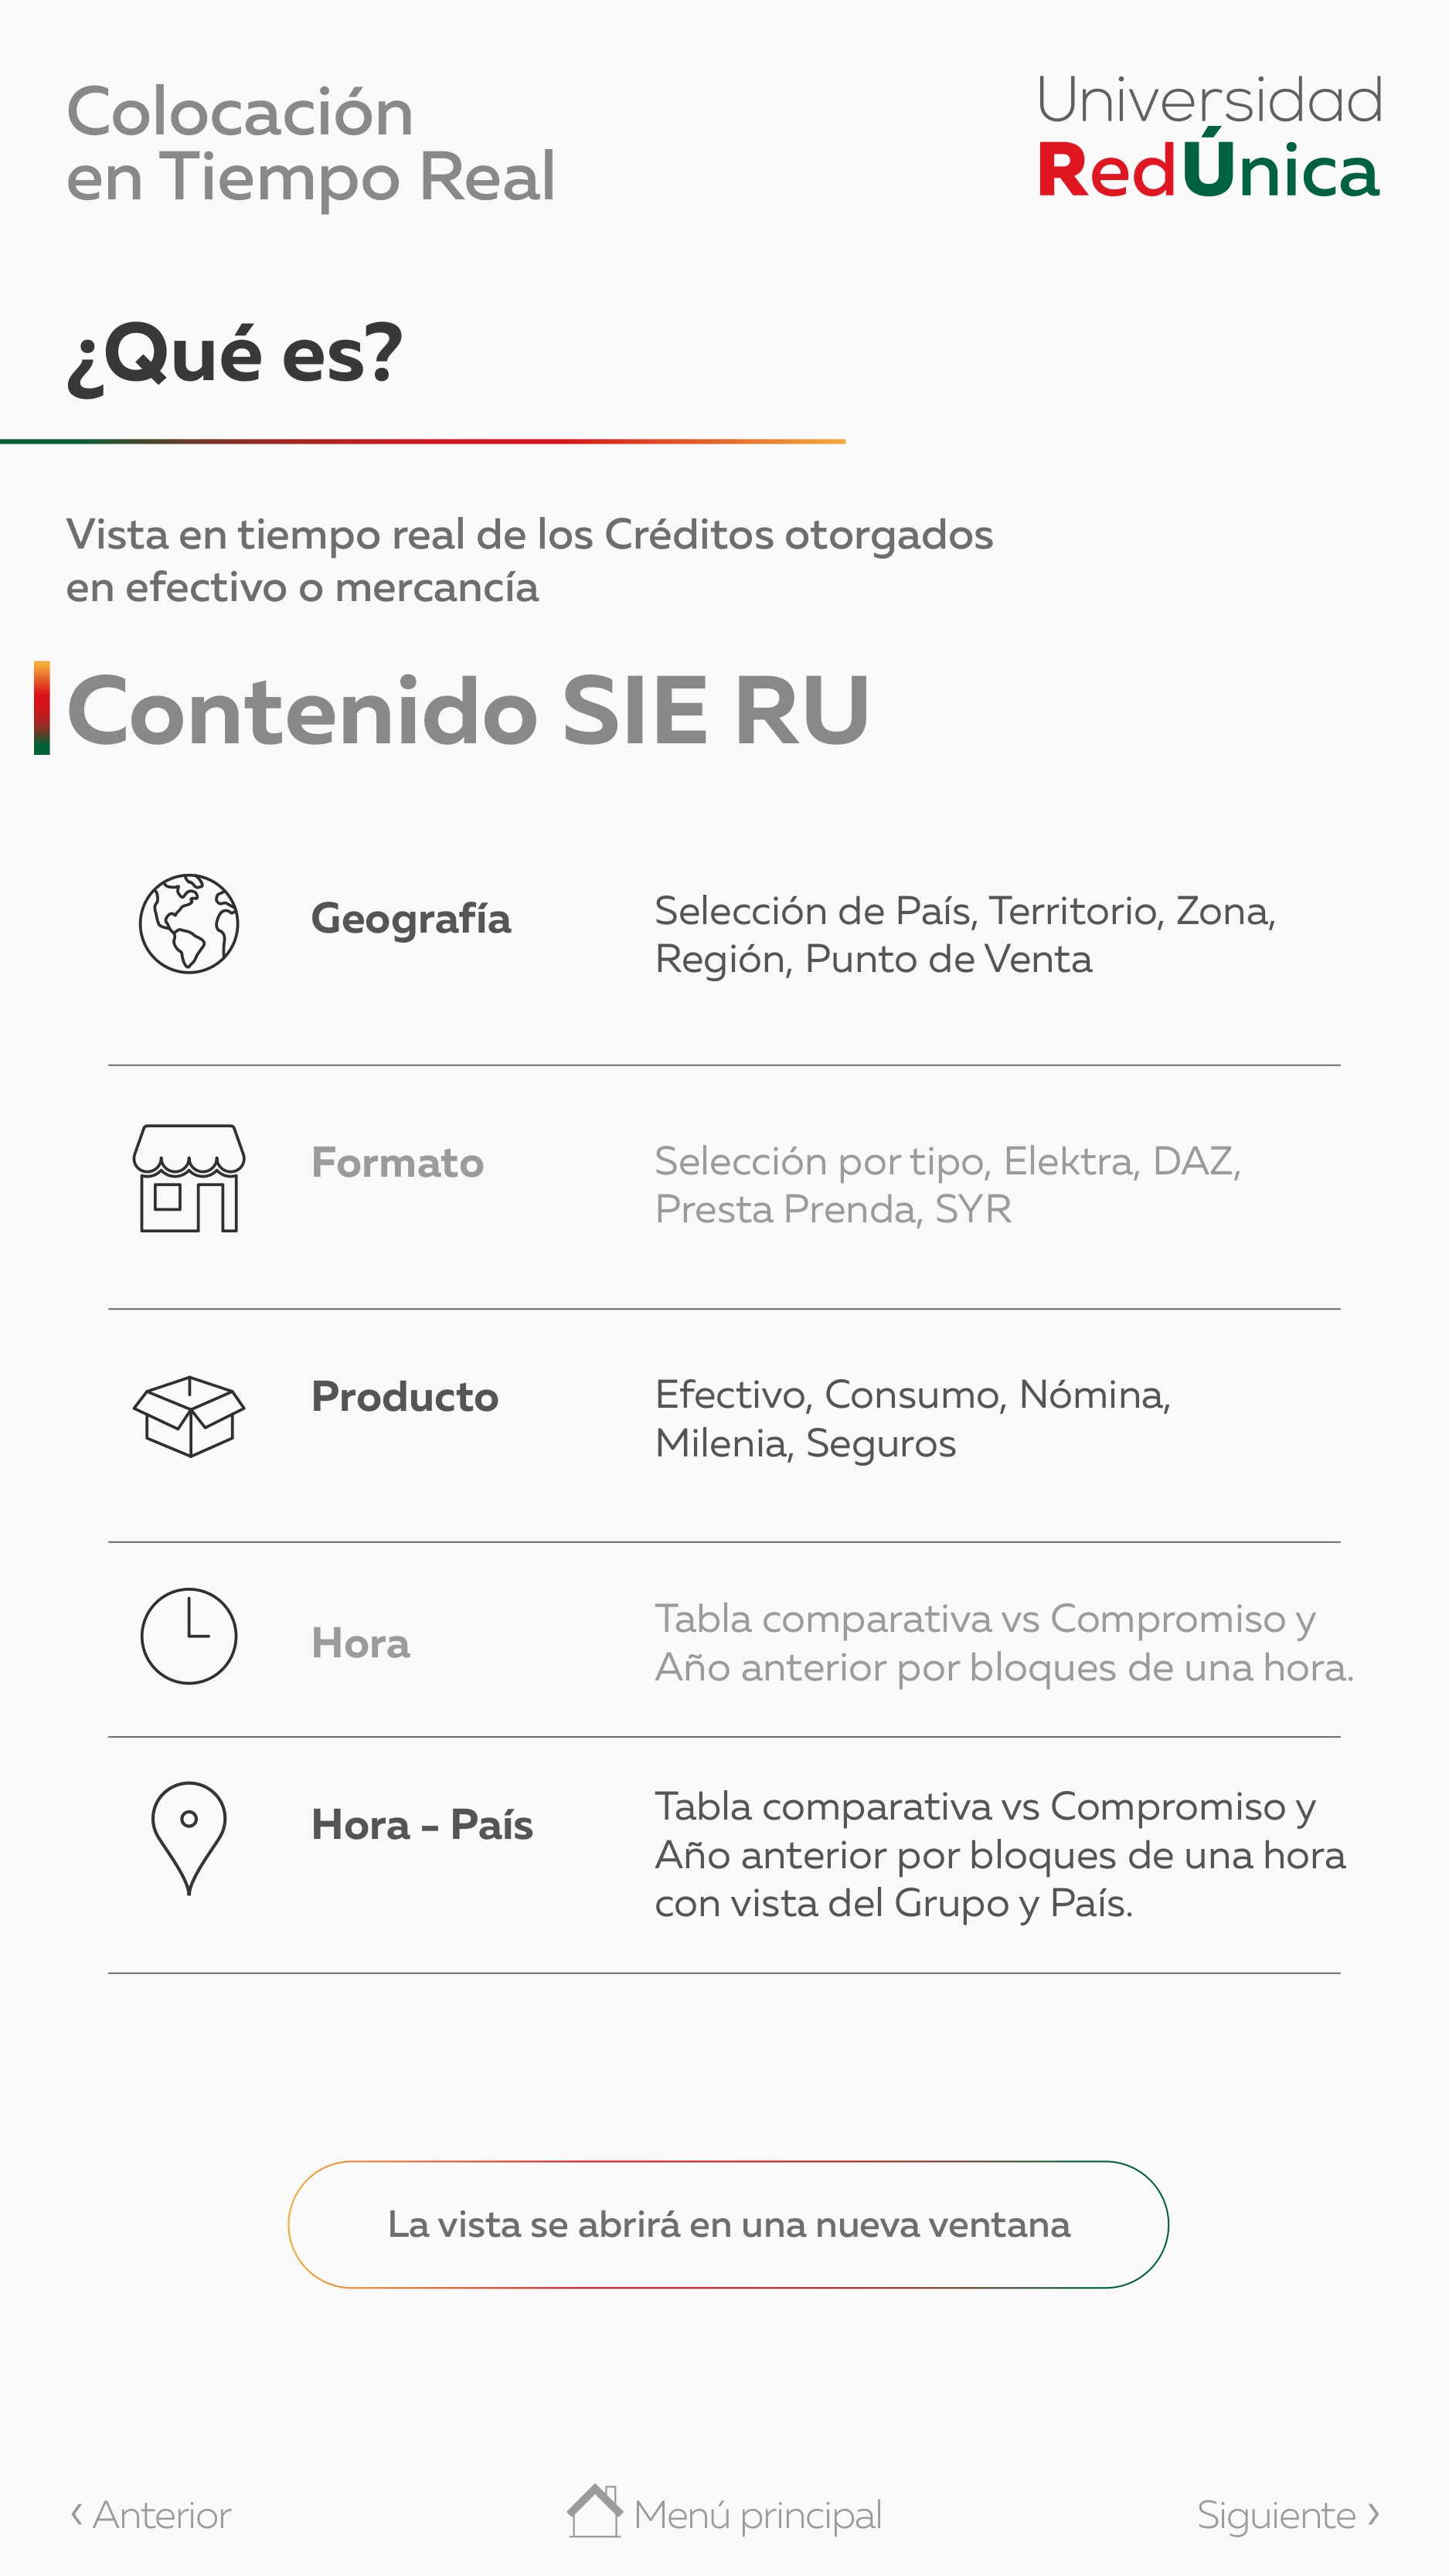 Colocación
en Tiempo Real
Universidad
RedÚnica
¿Qué es?
Vista en tiempo real de los Créditos otorgados
en efectivo o mercancía
Contenido SIE RU
Geografía
Selección de País, Territorio, Zona,
Región, Punto de Venta
Formato
Selección por tipo, Elektra, DAZ,
Presta Prenda, SYR
Producto
Efectivo, Consumo, Nómina,
Milenia, Seguros
Hora
Tabla comparativa vs Compromiso y
Año anterior por bloques de una hora.
Hora - País
Tabla comparativa vs Compromiso y
Año anterior por bloques de una hora
con vista del Grupo y País.
La vista se abrirá en una nueva ventana
‹ Anterior
Menú principal
Siguiente ›